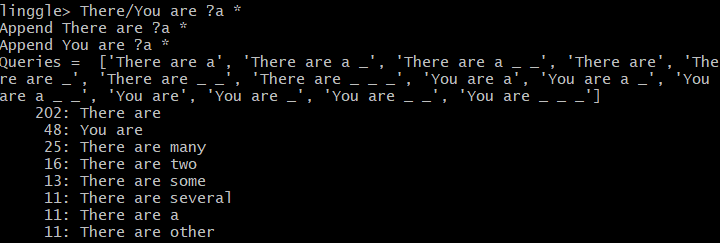 linggle> There/You are ?a *
Append There are ?a *
Append You are ?a *
Queries =  ['There are a', 'There are a _', 'There are a _ _', 'There are', 'The
re are _', 'There are _ _', 'There are _ _ _', 'You are a', 'You are a _', 'You
are a _ _', 'You are', 'You are _', 'You are _ _', 'You are _ _ _']
202: There are
48: You are
25: There are many
16: There are two
13: There are some
11: There are several
11: There are a
11: There are other